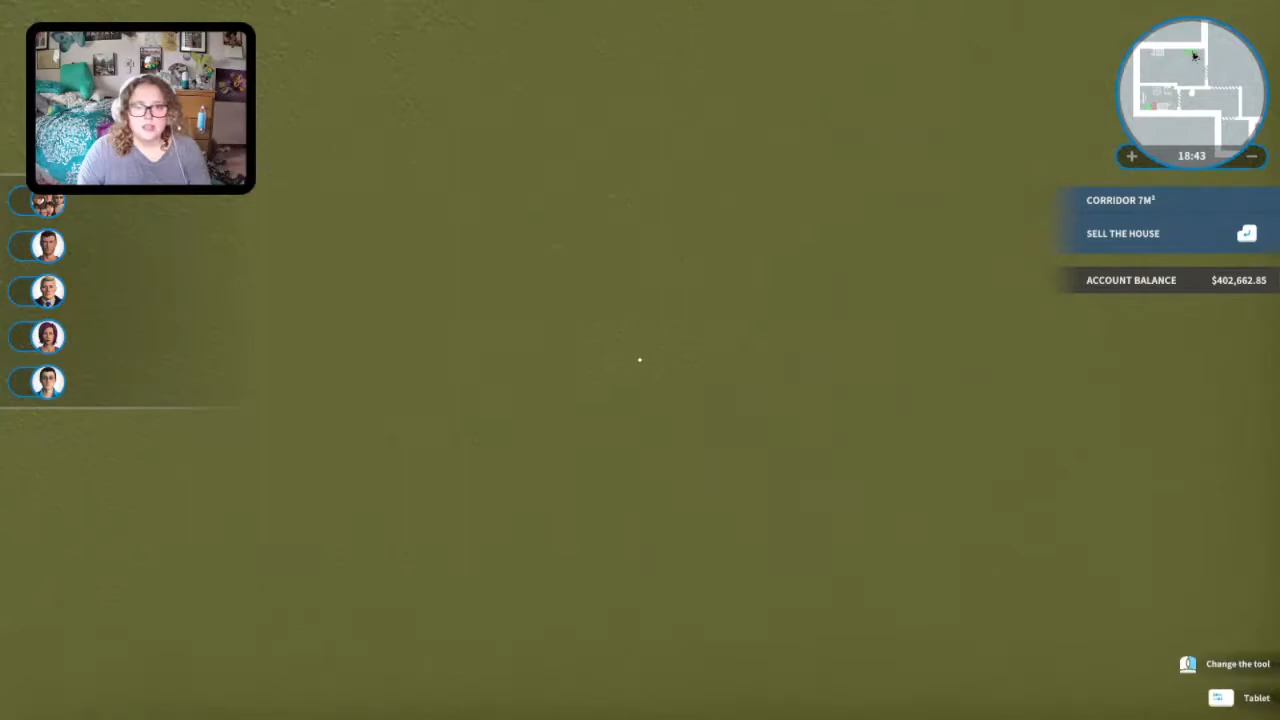 18:43
CORRIDOR 7M²
SELL THE HOUSE
ACCOUNT BALANCE $402,662.85
Change the tool
Tablet